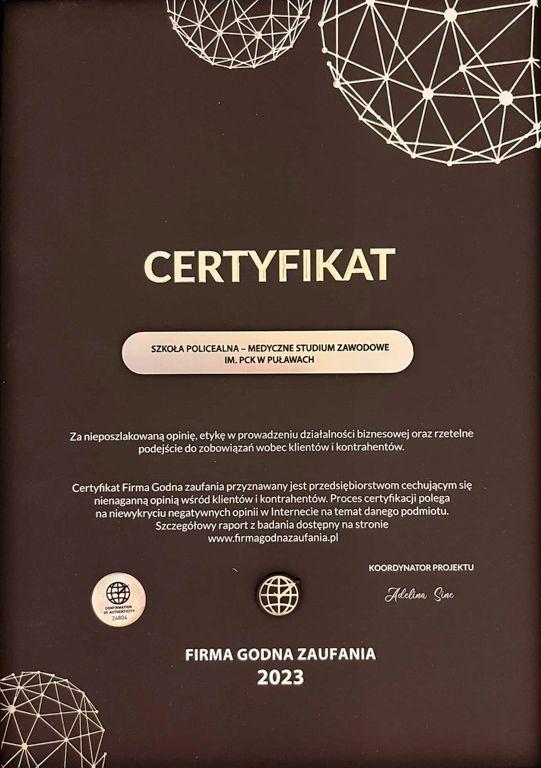 CERTYFIKAT
SZKOŁA POLICEALNA – MEDYCZNE STUDIUM ZAWODOWE
IM. PCK W PUŁAWACH
Za nieposzlakowaną opinię, etykę w prowadzeniu działalności biznesowej oraz rzetelne
podejście do zobowiązań wobec klientów i kontrahentów.
Certyfikat Firma Godna zaufania przyznawany jest przedsiębiorstwom cechującym się
nienaganną opinią wśród klientów i kontrahentów. Proces certyfikacji polega
na niewykryciu negatywnych opinii w Internecie na temat danego podmiotu.
Szczegółowy raport z badania dostępny na stronie
www.firmagodnazaufania.pl
KOORDYNATOR PROJEKTU
Adelina Sinc
CONFIRMATION
OF AUTHENTICITY
24804
FIRMA GODNA ZAUFANIA
2023